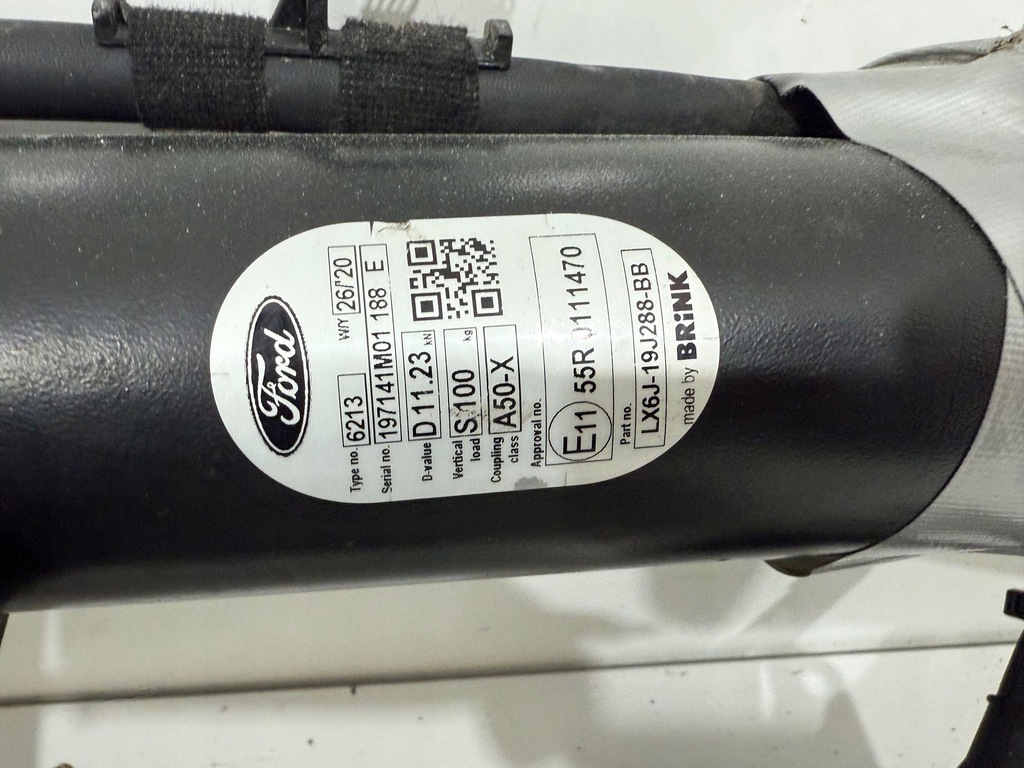 Ford
Type no. 6213 W/Y 26/'20
Serial no. 197141M01 188 E
D-value D 11.23 kN
Vertical load S 100 kg
Coupling class A50-X
Approval no.
E11 55R 0111470
Part no. LX6J-19J288-BB
made by BRiNK